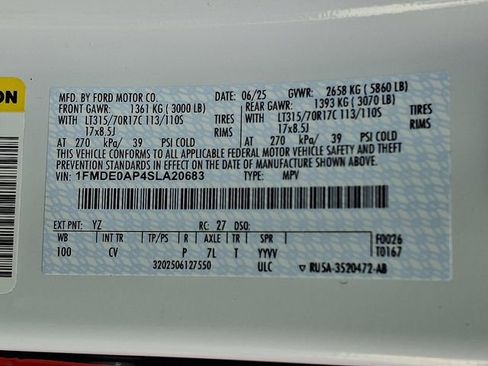 ON
MFD. BY FORD MOTOR CO. DATE: 06/25 GVWR: 2658 KG ( 5860 LB)
FRONT GAWR: 1361 KG ( 3000 LB) REAR GAWR: 1393 KG ( 3070 LB)
LT315/70R17C 113/110S TIRES LT315/70R17C 113/110S TIRES
17x8.5J RIMS 17x8.5J RIMS
AT 270 kPa/ 39 PSI COLD AT 270 kPa/ 39 PSI COLD
THIS VEHICLE CONFORMS TO ALL APPLICABLE FEDERAL MOTOR VEHICLE SAFETY AND THEFT
PREVENTION STANDARDS IN EFFECT ON THE DATE OF MANUFACTURE SHOWN ABOVE.
VIN: 1FMDE0AP4SLA20683 TYPE: MPV
EXT PNT: YZ RC: 27 DSO:
WB INT TR TP/PS R AXLE TR SPR F0026
100 CV P 7L T YYYV T0167
3202506127550 ULC ▽ RU5A-3520472-AB